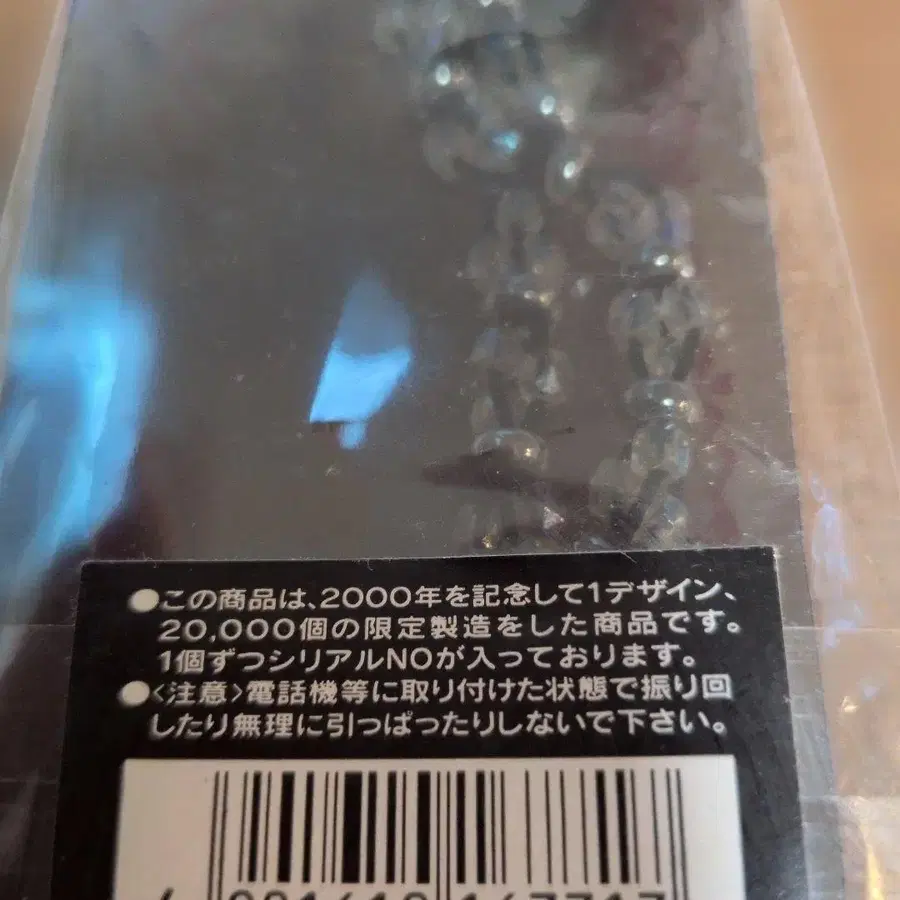 ●この商品は、2000年を記念して1デザイン、
20,000個の限定製造をした商品です。
1個ずつシリアルNOが入っております。
●<注意>電話機等に取り付けた状態で振り回
したり無理に引っぱったりしないで下さい。